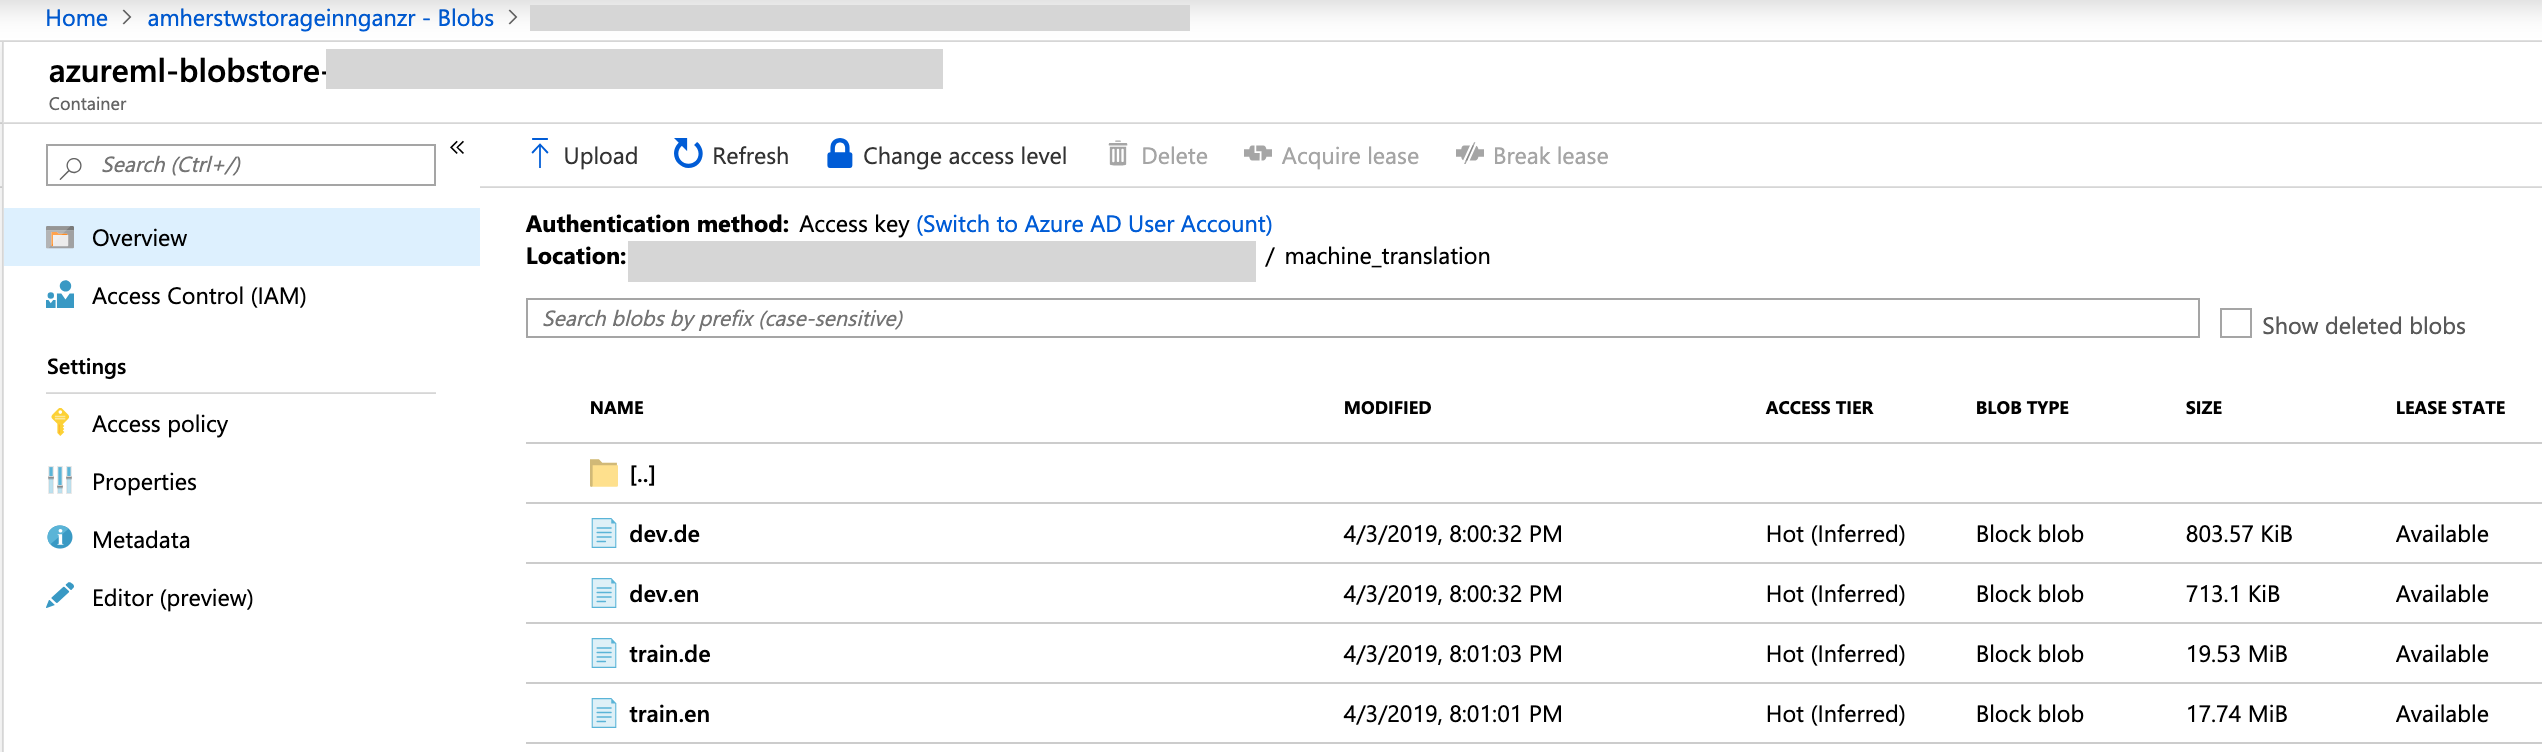 Home > amherstwstorageinnganzr - Blobs >
azureml-blobstore-
Container
Search (Ctrl+/)
«
Overview
Access Control (IAM)
Settings
Access policy
Properties
Metadata
Editor (preview)
Upload Refresh Change access level Delete Acquire lease Break lease
Authentication method: Access key (Switch to Azure AD User Account)
Location: / machine_translation
Search blobs by prefix (case-sensitive)
Show deleted blobs
NAME MODIFIED ACCESS TIER BLOB TYPE SIZE LEASE STATE
[..]
dev.de 4/3/2019, 8:00:32 PM Hot (Inferred) Block blob 803.57 KiB Available
dev.en 4/3/2019, 8:00:32 PM Hot (Inferred) Block blob 713.1 KiB Available
train.de 4/3/2019, 8:01:03 PM Hot (Inferred) Block blob 19.53 MiB Available
train.en 4/3/2019, 8:01:01 PM Hot (Inferred) Block blob 17.74 MiB Available